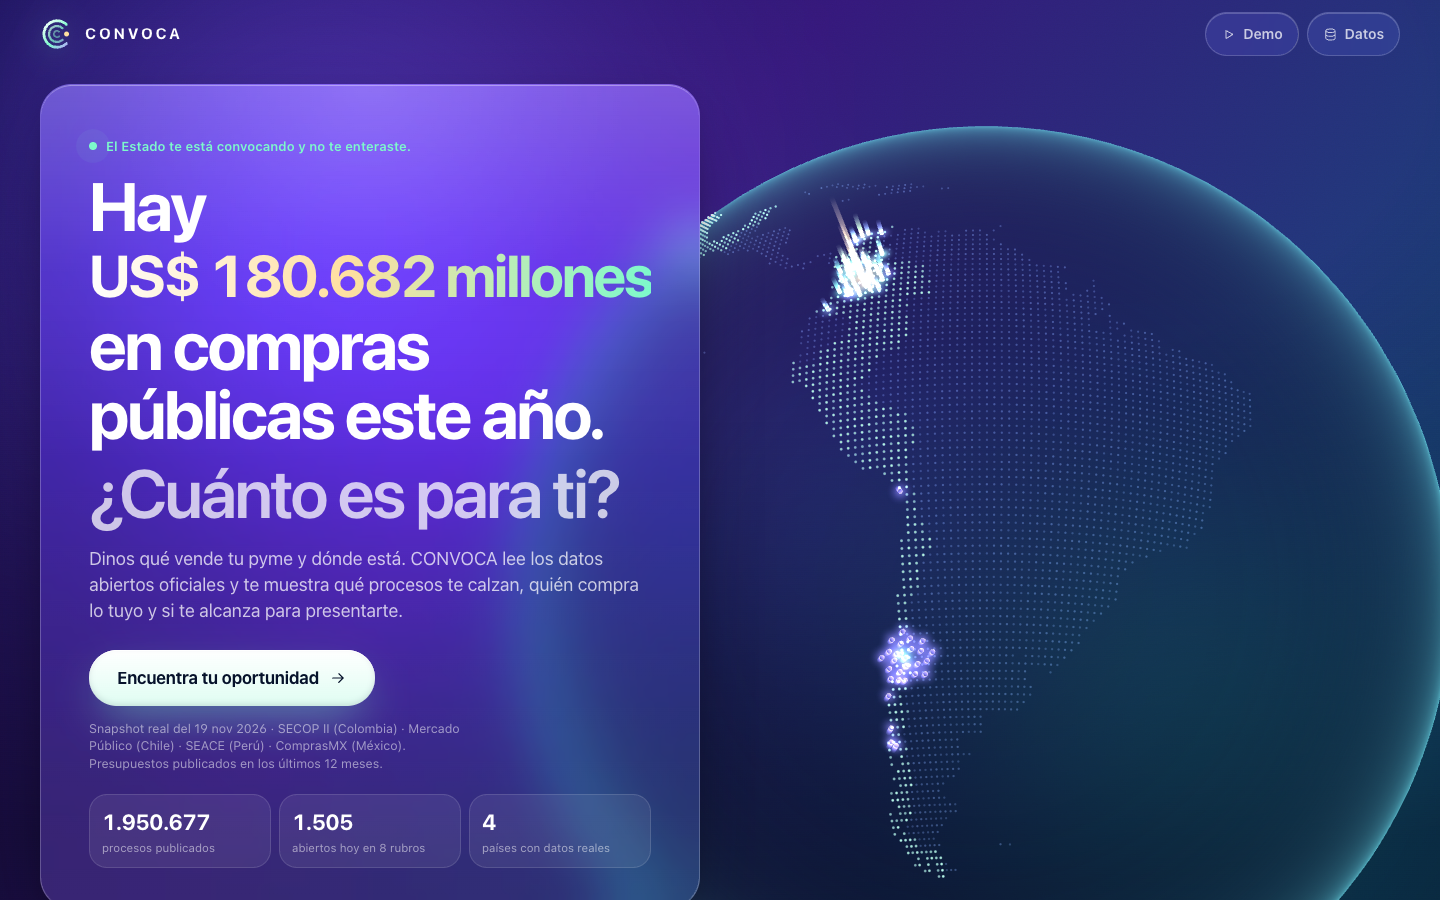 CONVOCA
Demo
Datos
El Estado te está convocando y no te enteraste.
Hay
US$ 180.682 millones
en compras
públicas este año.
¿Cuánto es para ti?
Dinos qué vende tu pyme y dónde está. CONVOCA lee los datos
abiertos oficiales y te muestra qué procesos te calzan, quién compra
lo tuyo y si te alcanza para presentarte.
Encuentra tu oportunidad →
Snapshot real del 19 nov 2026 · SECOP II (Colombia) · Mercado
Público (Chile) · SEACE (Perú) · ComprasMX (México).
Presupuestos publicados en los últimos 12 meses.
1.950.677
procesos publicados
1.505
abiertos hoy en 8 rubros
4
países con datos reales